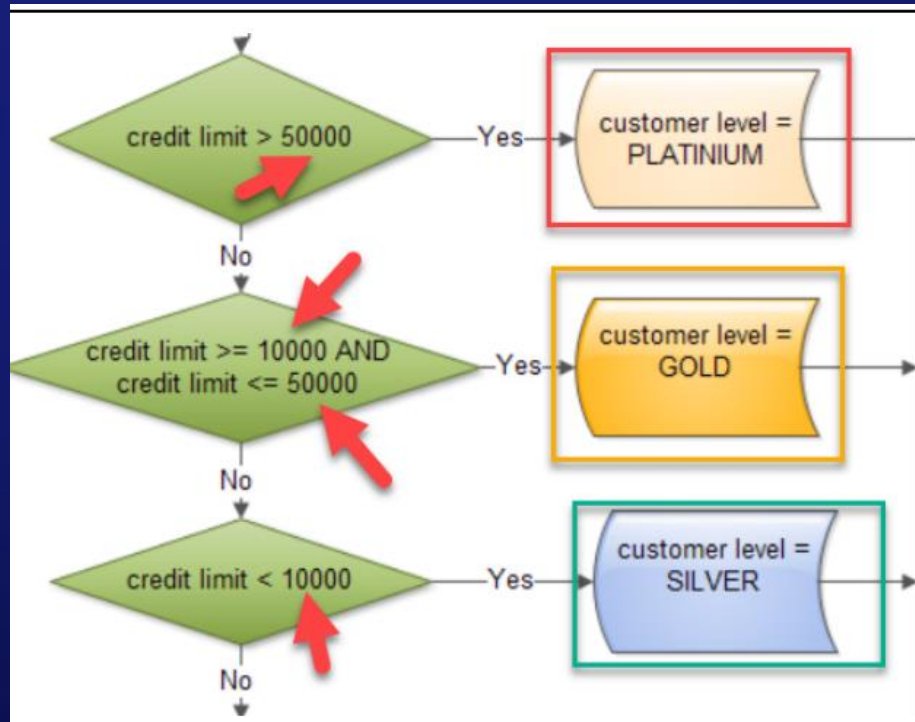 credit limit > 50000
Yes
customer level =
PLATINIUM
No
credit limit >= 10000 AND
credit limit <= 50000
Yes
customer level =
GOLD
No
credit limit < 10000
Yes
customer level =
SILVER
No